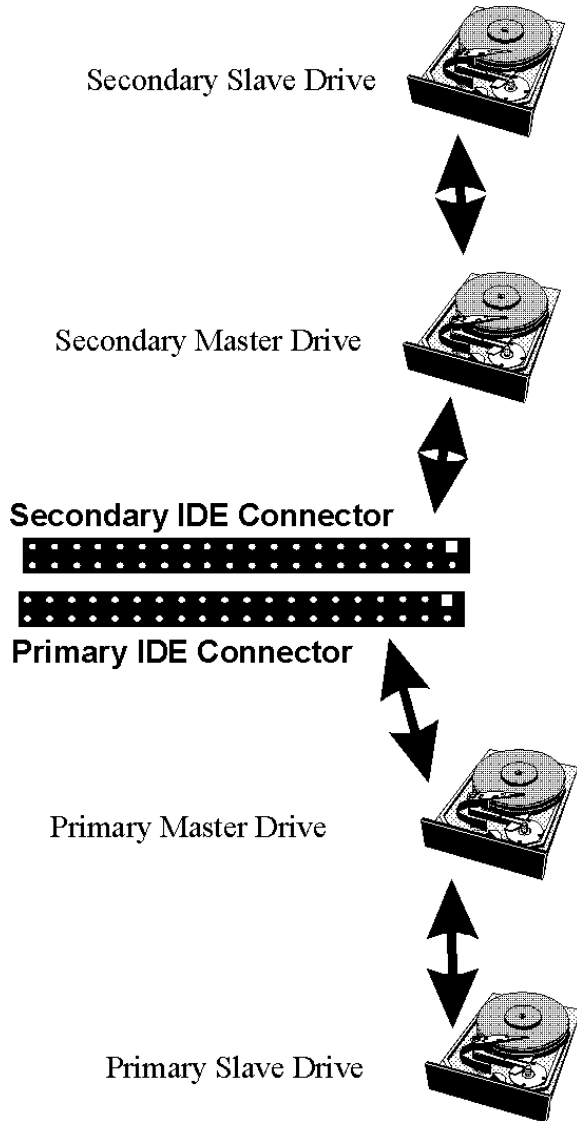 Secondary Slave Drive
Secondary Master Drive
Secondary IDE Connector
Primary IDE Connector
Primary Master Drive
Primary Slave Drive